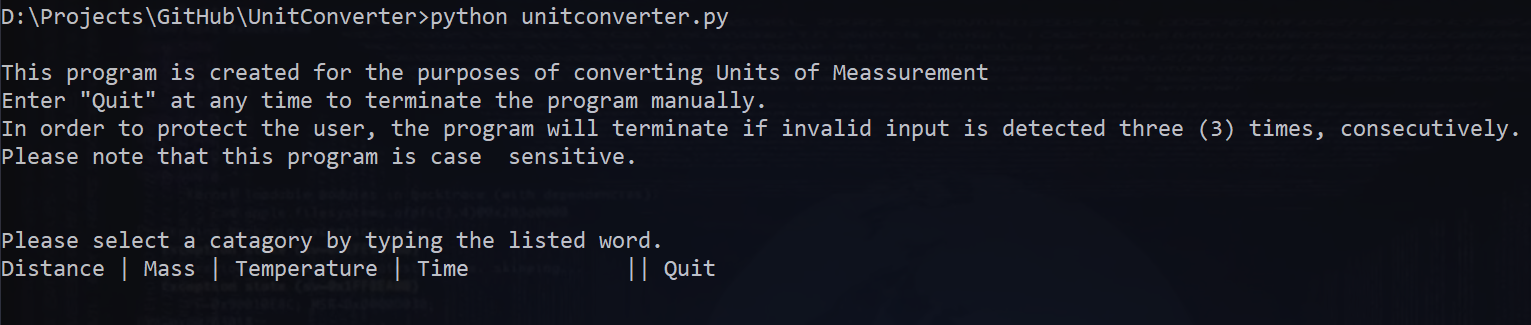 D:\Projects\GitHub\UnitConverter>python unitconverter.py
This program is created for the purposes of converting Units of Meassurement
Enter "Quit" at any time to terminate the program manually.
In order to protect the user, the program will terminate if invalid input is detected three (3) times, consecutively.
Please note that this program is case  sensitive.
Please select a catagory by typing the listed word.
Distance | Mass | Temperature | Time          || Quit